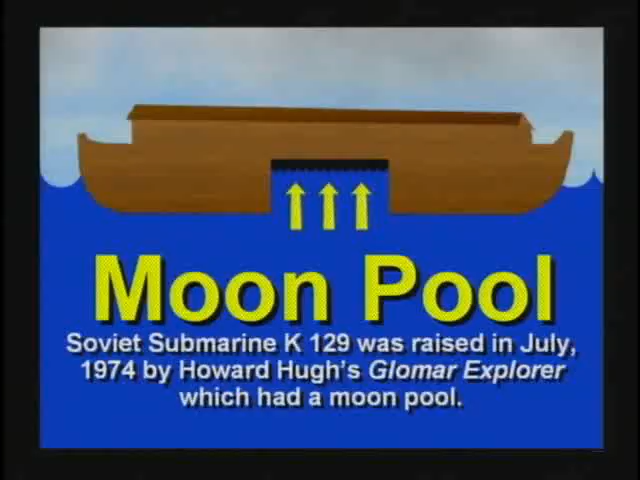 Moon Pool
Soviet Submarine K 129 was raised in July,
1974 by Howard Hugh's Glomar Explorer
which had a moon pool.